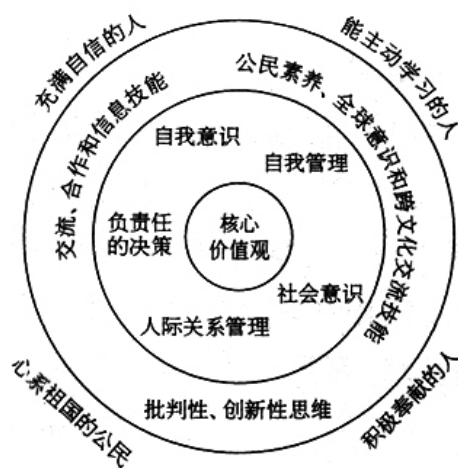 充满自信的人
能主动学习的人
交流、合作和信息技能
公民素养、全球意识和跨文化交流技能
自我意识
自我管理
负责任
的决策
核心
价值观
社会意识
人际关系管理
批判性、创新性思维
心系祖国的公民
积极奉献的人